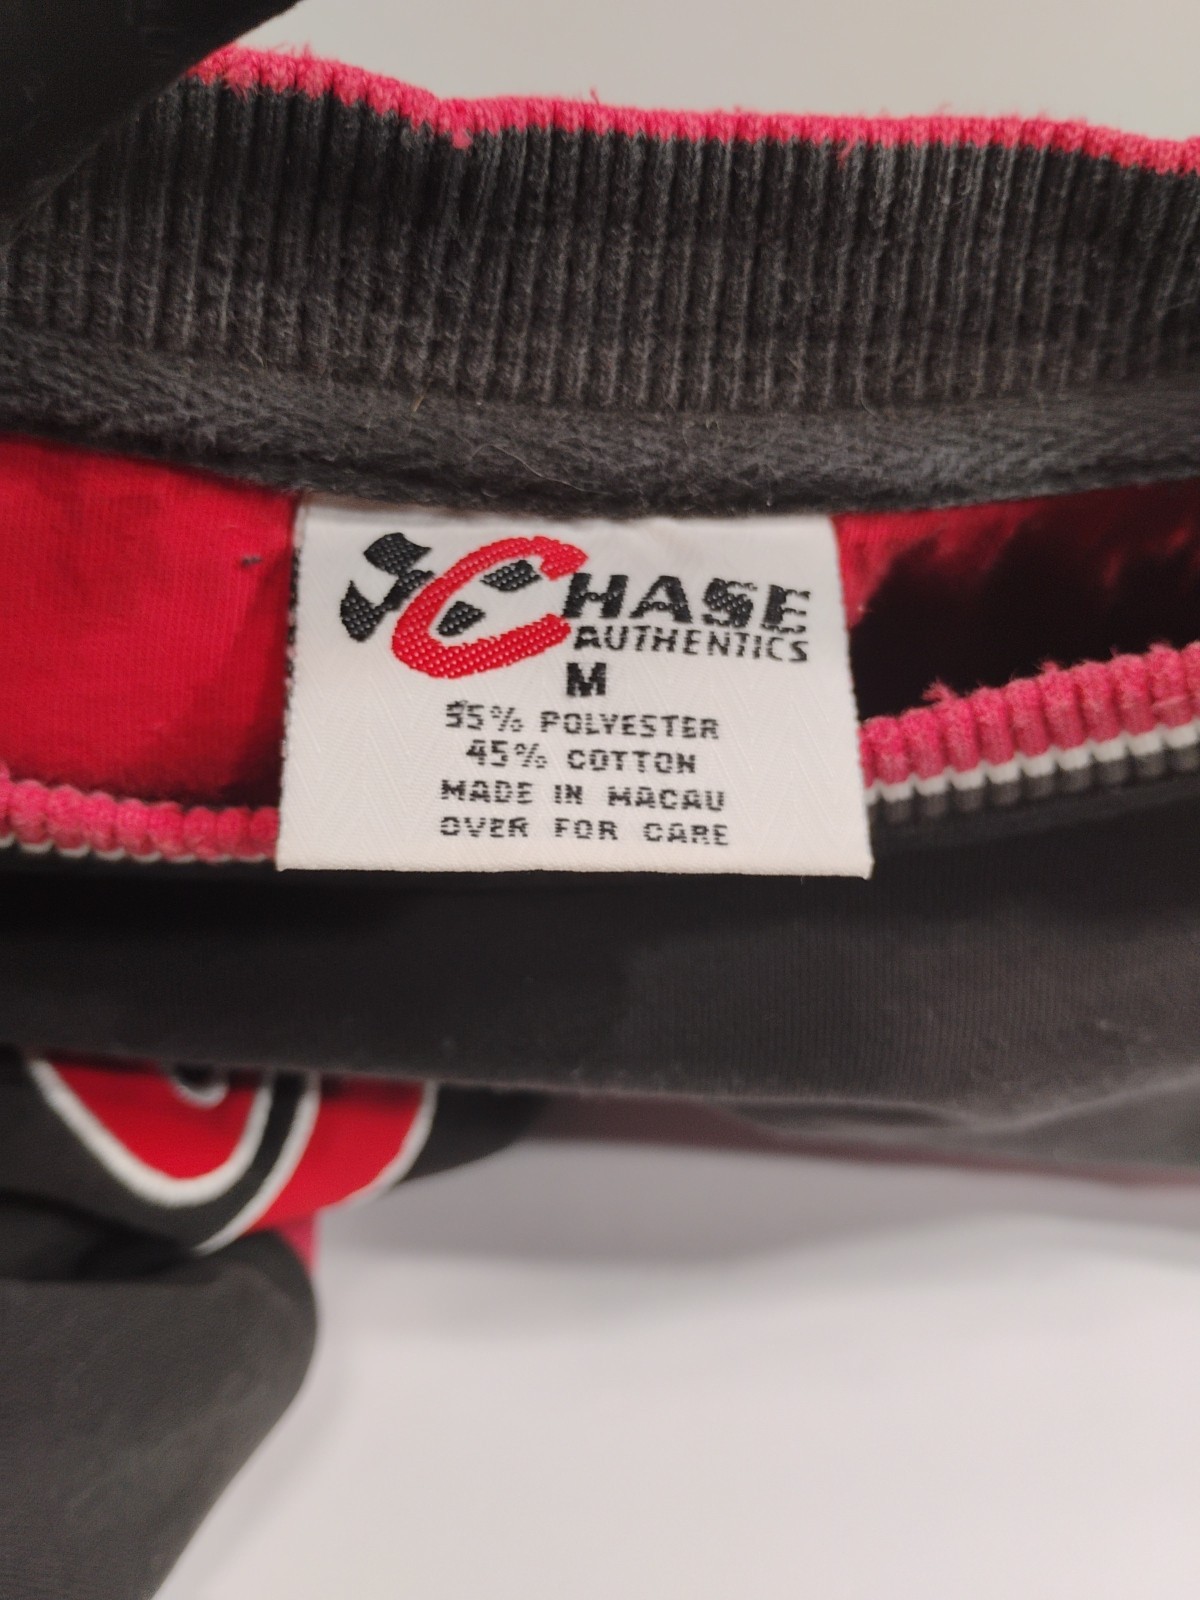 CHASE
AUTHENTICS
M
55% POLYESTER
45% COTTON
MADE IN MACAU
OVER FOR CARE